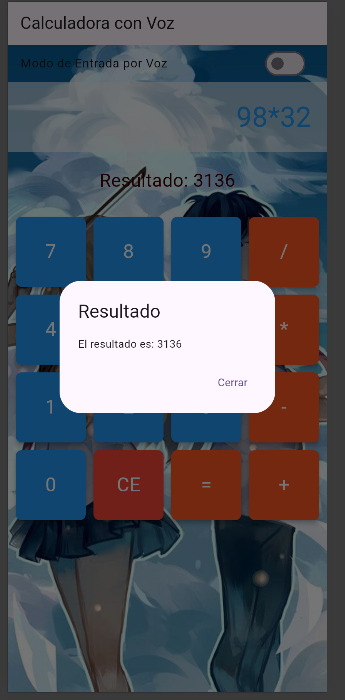 Calculadora con Voz
Modo de Entrada por Voz
98*32
Resultado: 3136
7 8 9 /
4 *
Resultado
El resultado es: 3136
Cerrar
1 -
0 CE = +